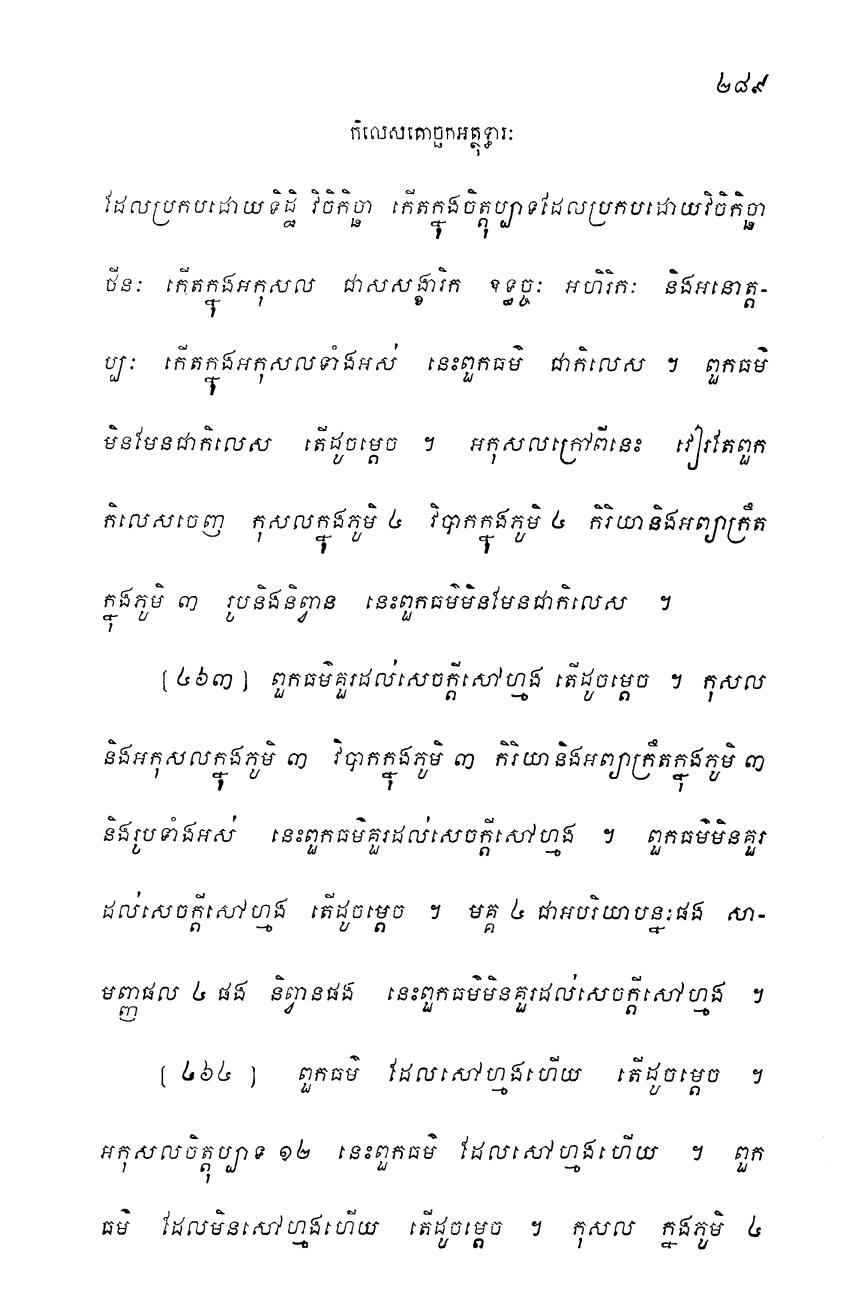 ២៨៩
កិលេសគោច្ឆកអត្ថុទ្ធារៈ
ដែលប្រកបដោយទិដ្ឋិ វិចិកិច្ឆា កើតក្នុងចិត្តុប្បាទដែលប្រកបដោយវិចិកិច្ឆា
ថីនៈ កើតក្នុងអកុសល ជាសសង្ខារិក ឧទ្ធច្ចៈ អហិរិកៈ និងអនោត្ត-
ប្បៈ កើតក្នុងអកុសលទាំងអស់ នេះពួកធម៌ ជាកិលេស ។ ពួកធម៌
មិនមែនជាកិលេស តើដូចម្តេច ។ អកុសលក្រៅពីនេះ វៀរតែពួក
កិលេសចេញ កុសលក្នុងភូមិ ៤ វិបាកក្នុងភូមិ ៤ កិរិយានិងអព្យាក្រឹត
ក្នុងភូមិ ៣ រូបនិងនិព្វាន នេះពួកធម៌មិនមែនជាកិលេស ។
[ ៤៦៣ ] ពួកធម៌គួរដល់សេចក្តីសៅហ្មង តើដូចម្តេច ។ កុសល
និងអកុសលក្នុងភូមិ ៣ វិបាកក្នុងភូមិ ៣ កិរិយានិងអព្យាក្រឹតក្នុងភូមិ ៣
និងរូបទាំងអស់ នេះពួកធម៌គួរដល់សេចក្តីសៅហ្មង ។ ពួកធម៌មិនគួរ
ដល់សេចក្តីសៅហ្មង តើដូចម្តេច ។ មគ្គ ៤ ជាអបរិយាបន្នៈផង សា-
មញ្ញផល ៤ ផង និព្វានផង នេះពួកធម៌មិនគួរដល់សេចក្តីសៅហ្មង ។
[ ៤៦៤ ] ពួកធម៌ ដែលសៅហ្មងហើយ តើដូចម្តេច ។
អកុសលចិត្តុប្បាទ ១២ នេះពួកធម៌ ដែលសៅហ្មងហើយ ។ ពួក
ធម៌ ដែលមិនសៅហ្មងហើយ តើដូចម្តេច ។ កុសល ក្នុងភូមិ ៤